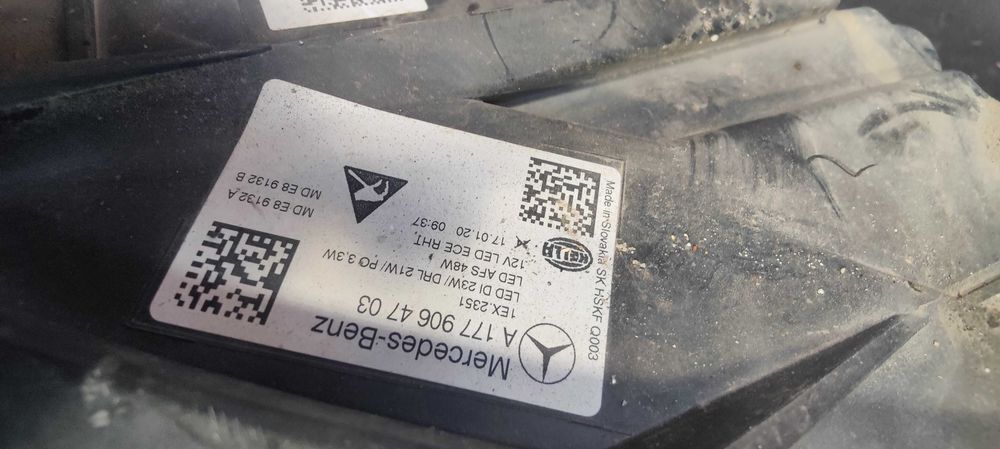 Mercedes-Benz
A 177 906 47 03
1EX.2351
LED DI 23W/ DRL 21W/ PO 3.3W
LED AFS 48W
12V LED ECE RHT
17.01.20 09:37
HELLA
MD E8 9132 A
MD E8 9132 B
Made in Slovakia SK HSKF Q003